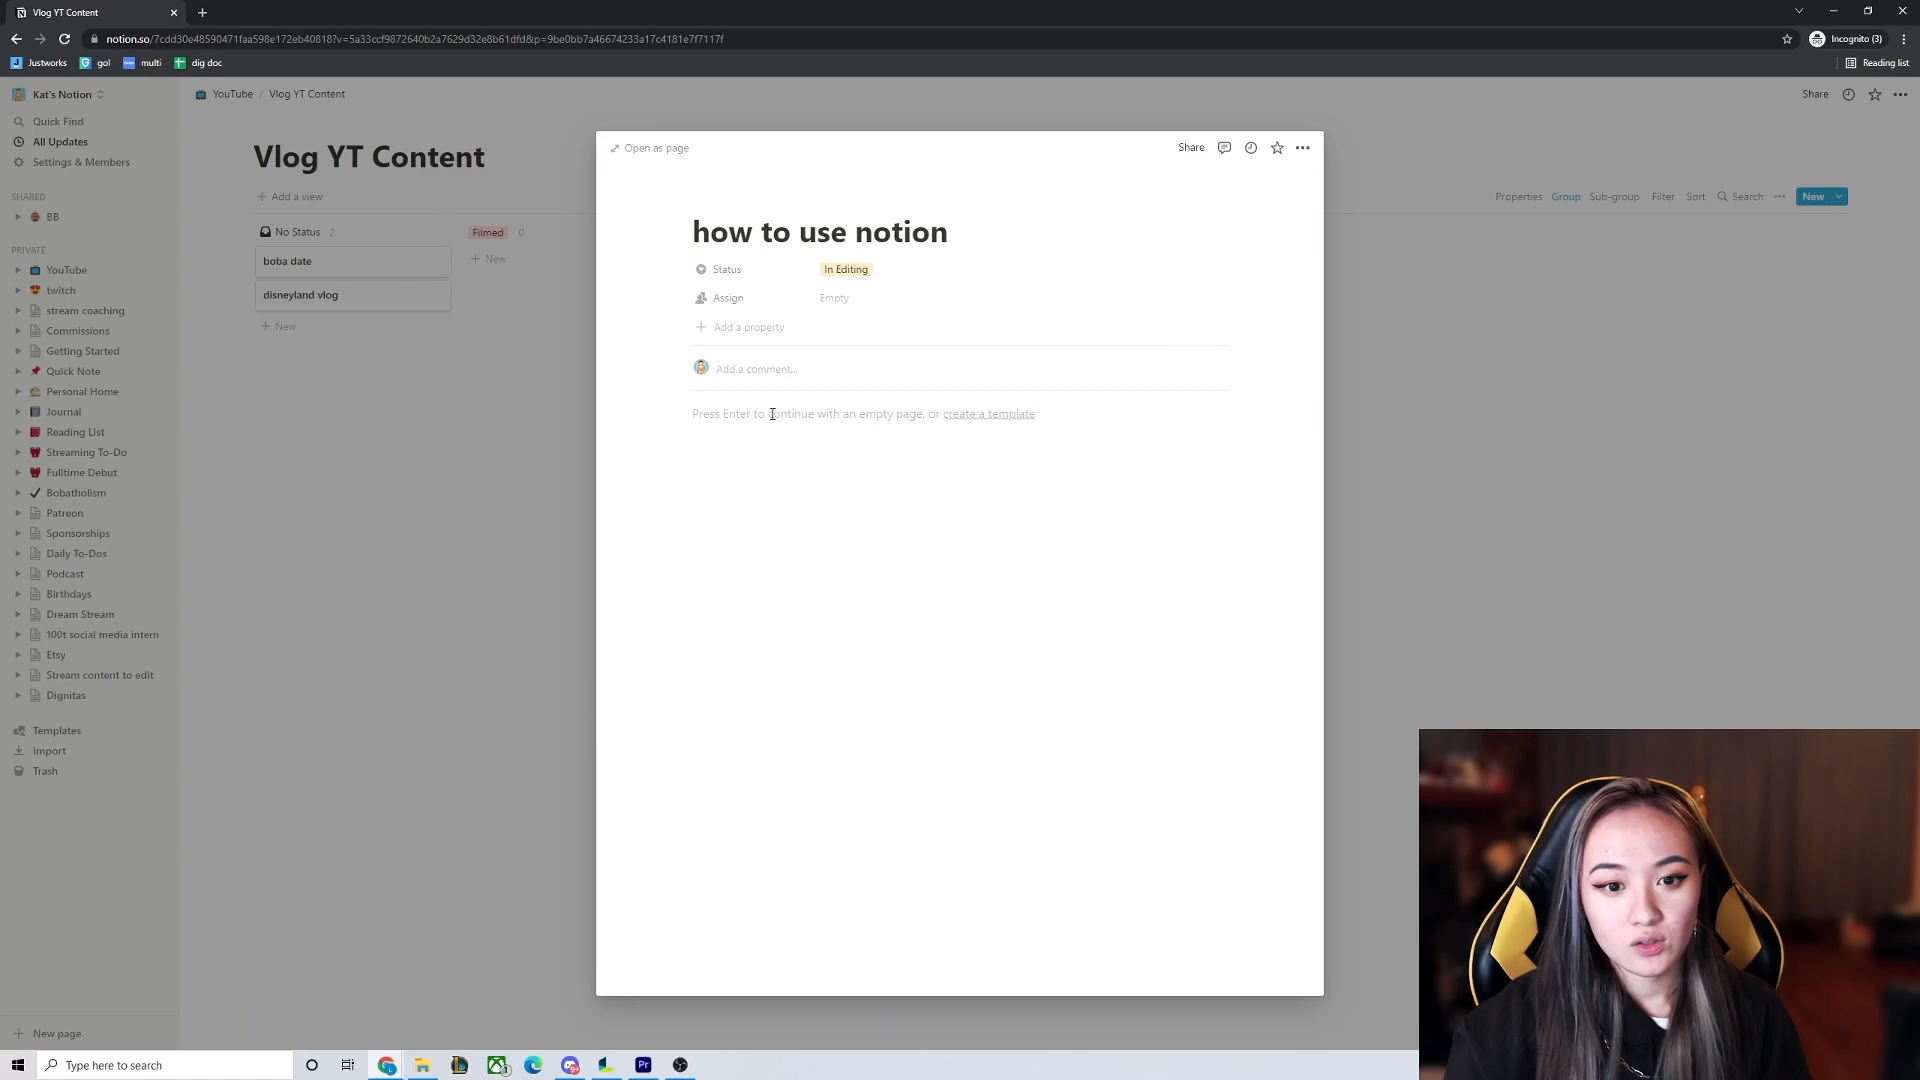 Vlog YT Content
notion.so/7cdd30e48590471faa598e172eb40818?v=5a33ccf9872640b2a7629d32e8b61dfd&p=9be0bb7a46674233a17c4181e7f7117f
Incognito (3)
Justworks
gol
multi
dig doc
Reading list
Kat's Notion
YouTube / Vlog YT Content
Share
Quick Find
All Updates
Settings & Members
SHARED
BB
PRIVATE
YouTube
twitch
stream coaching
Commissions
Getting Started
Quick Note
Personal Home
Journal
Reading List
Streaming To-Do
Fulltime Debut
Bobatholism
Patreon
Sponsorships
Daily To-Dos
Podcast
Birthdays
Dream Stream
100t social media intern
Etsy
Stream content to edit
Dignitas
Templates
Import
Trash
New page
Vlog YT Content
Add a view
Properties Group Sub-group Filter Sort Search New
No Status 2
boba date
disneyland vlog
New
Filmed 0
New
Open as page
Share
how to use notion
Status In Editing
Assign Empty
Add a property
Add a comment...
Press Enter to continue with an empty page, or create a template
Type here to search
Pr